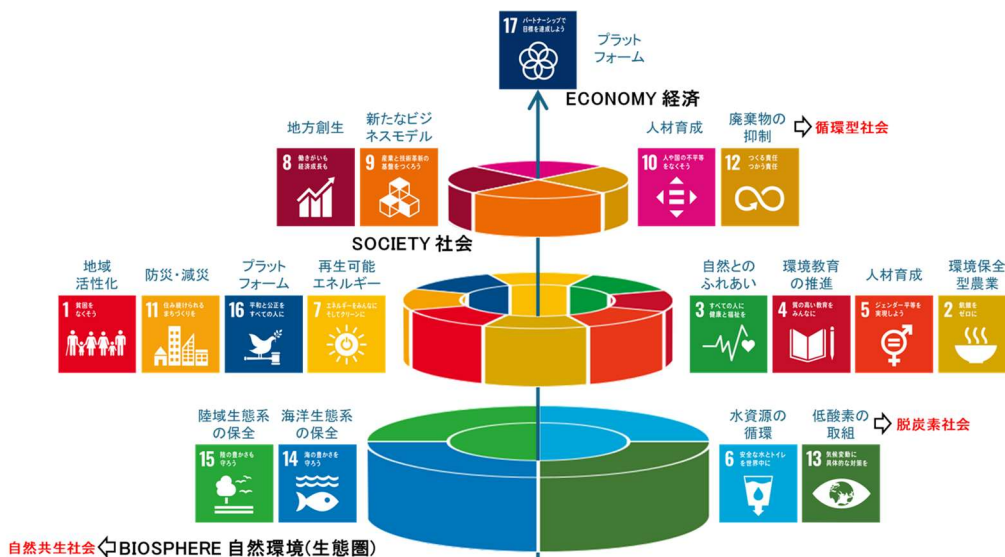 17 パートナーシップで
目標を達成しよう
プラット
フォーム
ECONOMY 経済
地方創生
新たなビジ
ネスモデル
人材育成
廃棄物の
抑制
循環型社会
8 働きがいも
経済成長も
9 産業と技術革新の
基盤をつくろう
10 人や国の不平等
をなくそう
12 つくる責任
つかう責任
SOCIETY 社会
地域
活性化
防災・減災
プラット
フォーム
再生可能
エネルギー
自然との
ふれあい
環境教育
の推進
人材育成
環境保全
型農業
1 貧困を
なくそう
11 住み続けられる
まちづくりを
16 平和と公正を
すべての人に
7 エネルギーをみんなに
そしてクリーンに
3 すべての人に
健康と福祉を
4 質の高い教育を
みんなに
5 ジェンダー平等を
実現しよう
2 飢餓を
ゼロに
陸域生態系
の保全
海洋生態系
の保全
水資源の
循環
低酸素の
取組
脱炭素社会
15 陸の豊かさも
守ろう
14 海の豊かさを
守ろう
6 安全な水とトイレ
を世界中に
13 気候変動に
具体的な対策を
自然共生社会
BIOSPHERE 自然環境(生態圏)